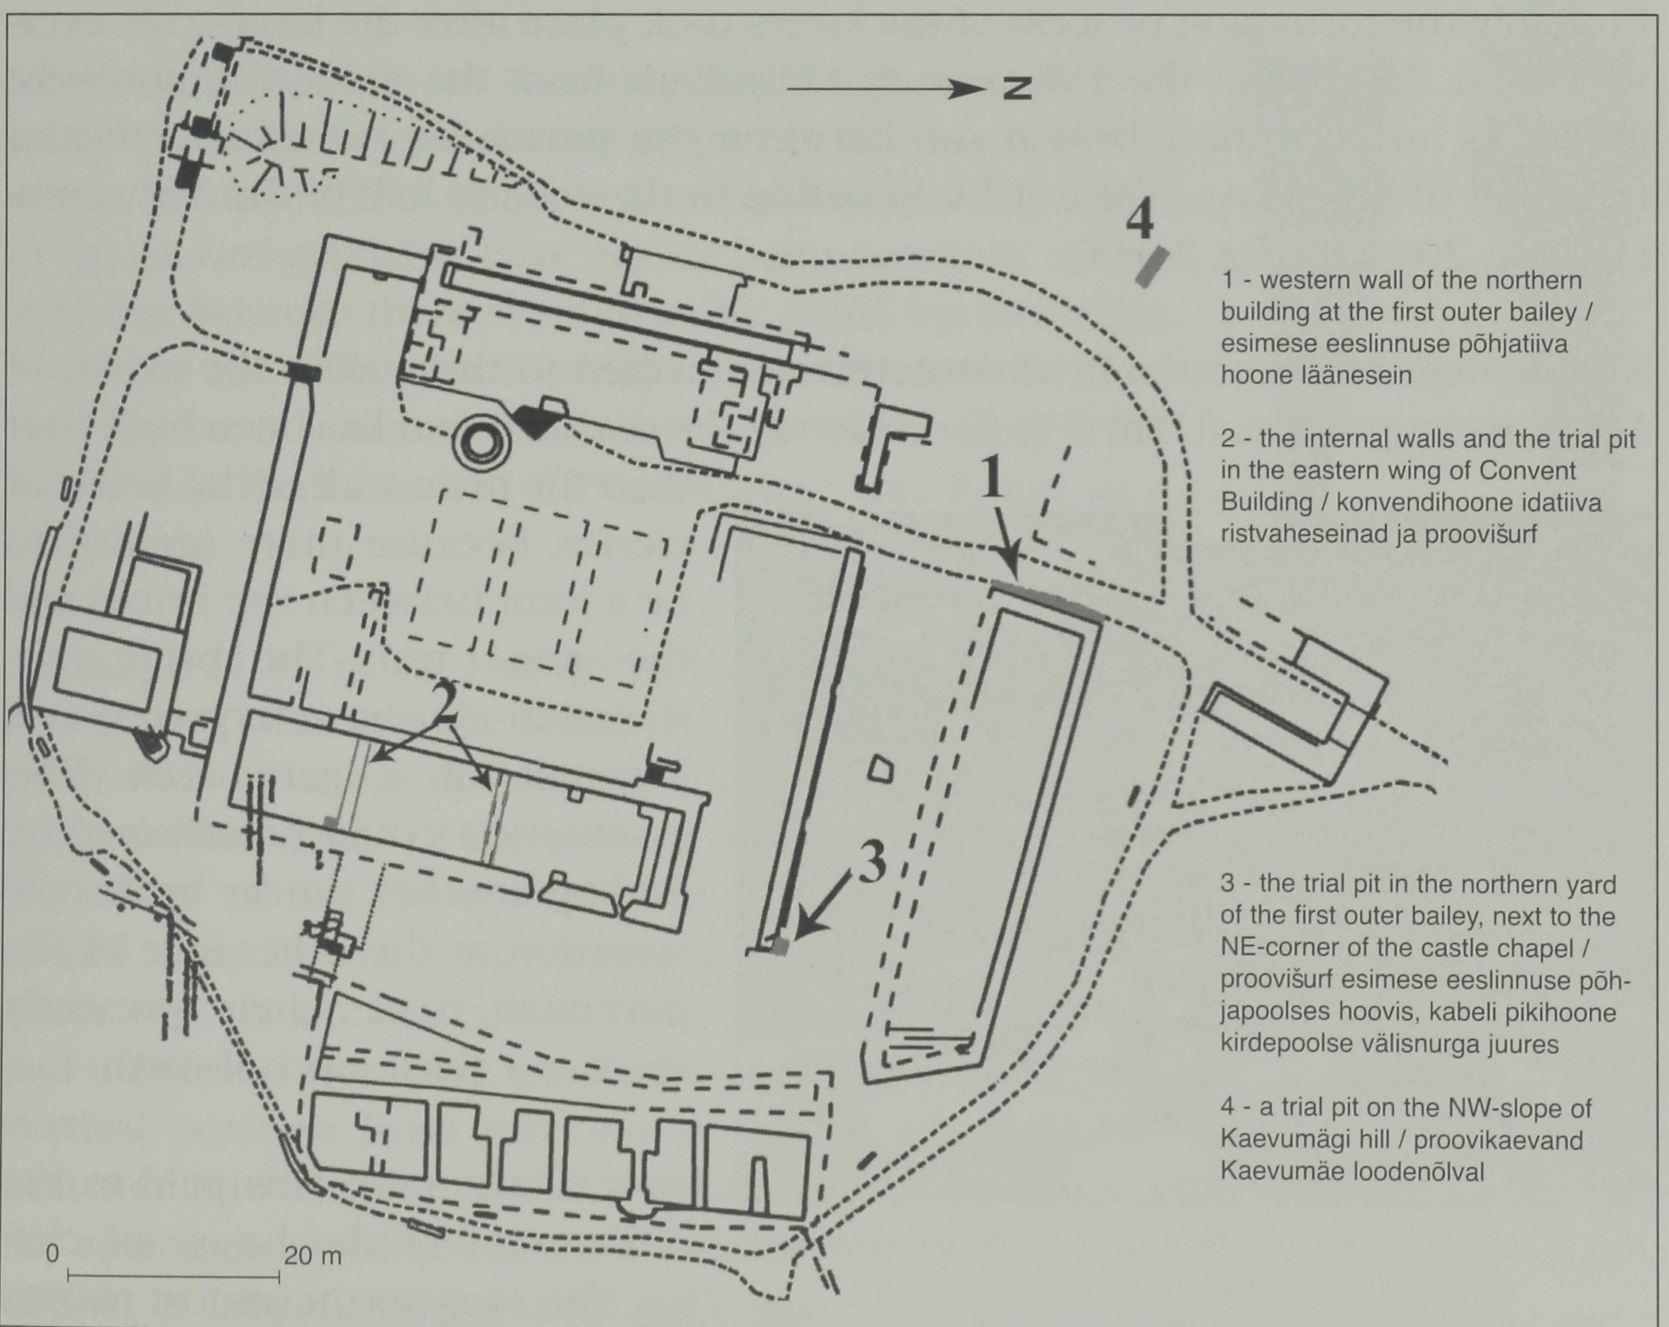 N
4
1 - western wall of the northern
building at the first outer bailey /
esimese eeslinnuse põhjatiiva
hoone läänesein
2 - the internal walls and the trial pit
in the eastern wing of Convent
Building / konvendihoone idatiiva
ristvaheseinad ja proovišurf
1
2
3
3 - the trial pit in the northern yard
of the first outer bailey, next to the
NE-corner of the castle chapel /
proovišurf esimese eeslinnuse põh-
japoolses hoovis, kabeli pikihoone
kirdepoolse välisnurga juures
4 - a trial pit on the NW-slope of
Kaevumägi hill / proovikaevand
Kaevumäe loodenõlval
0 20 m